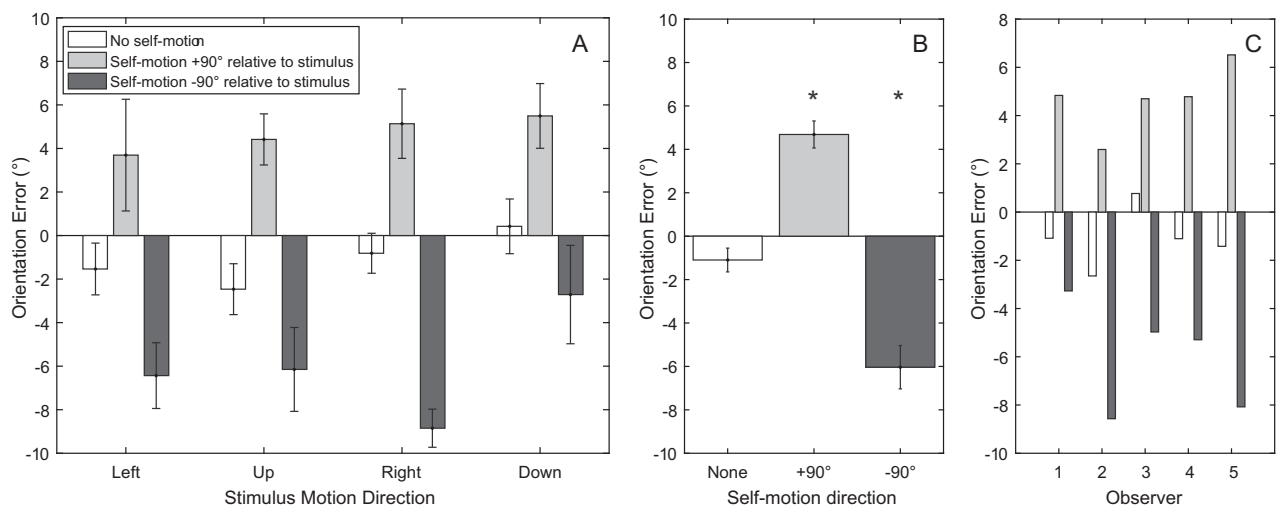 A
No self-motion
Self-motion +90° relative to stimulus
Self-motion -90° relative to stimulus
10
8
6
4
2
0
-2
-4
-6
-8
-10
Orientation Error (°)
Left Up Right Down
Stimulus Motion Direction
B
* *
10
8
6
4
2
0
-2
-4
-6
-8
-10
Orientation Error (°)
None +90° -90°
Self-motion direction
C
8
6
4
2
0
-2
-4
-6
-8
-10
Orientation Error (°)
1 2 3 4 5
Observer